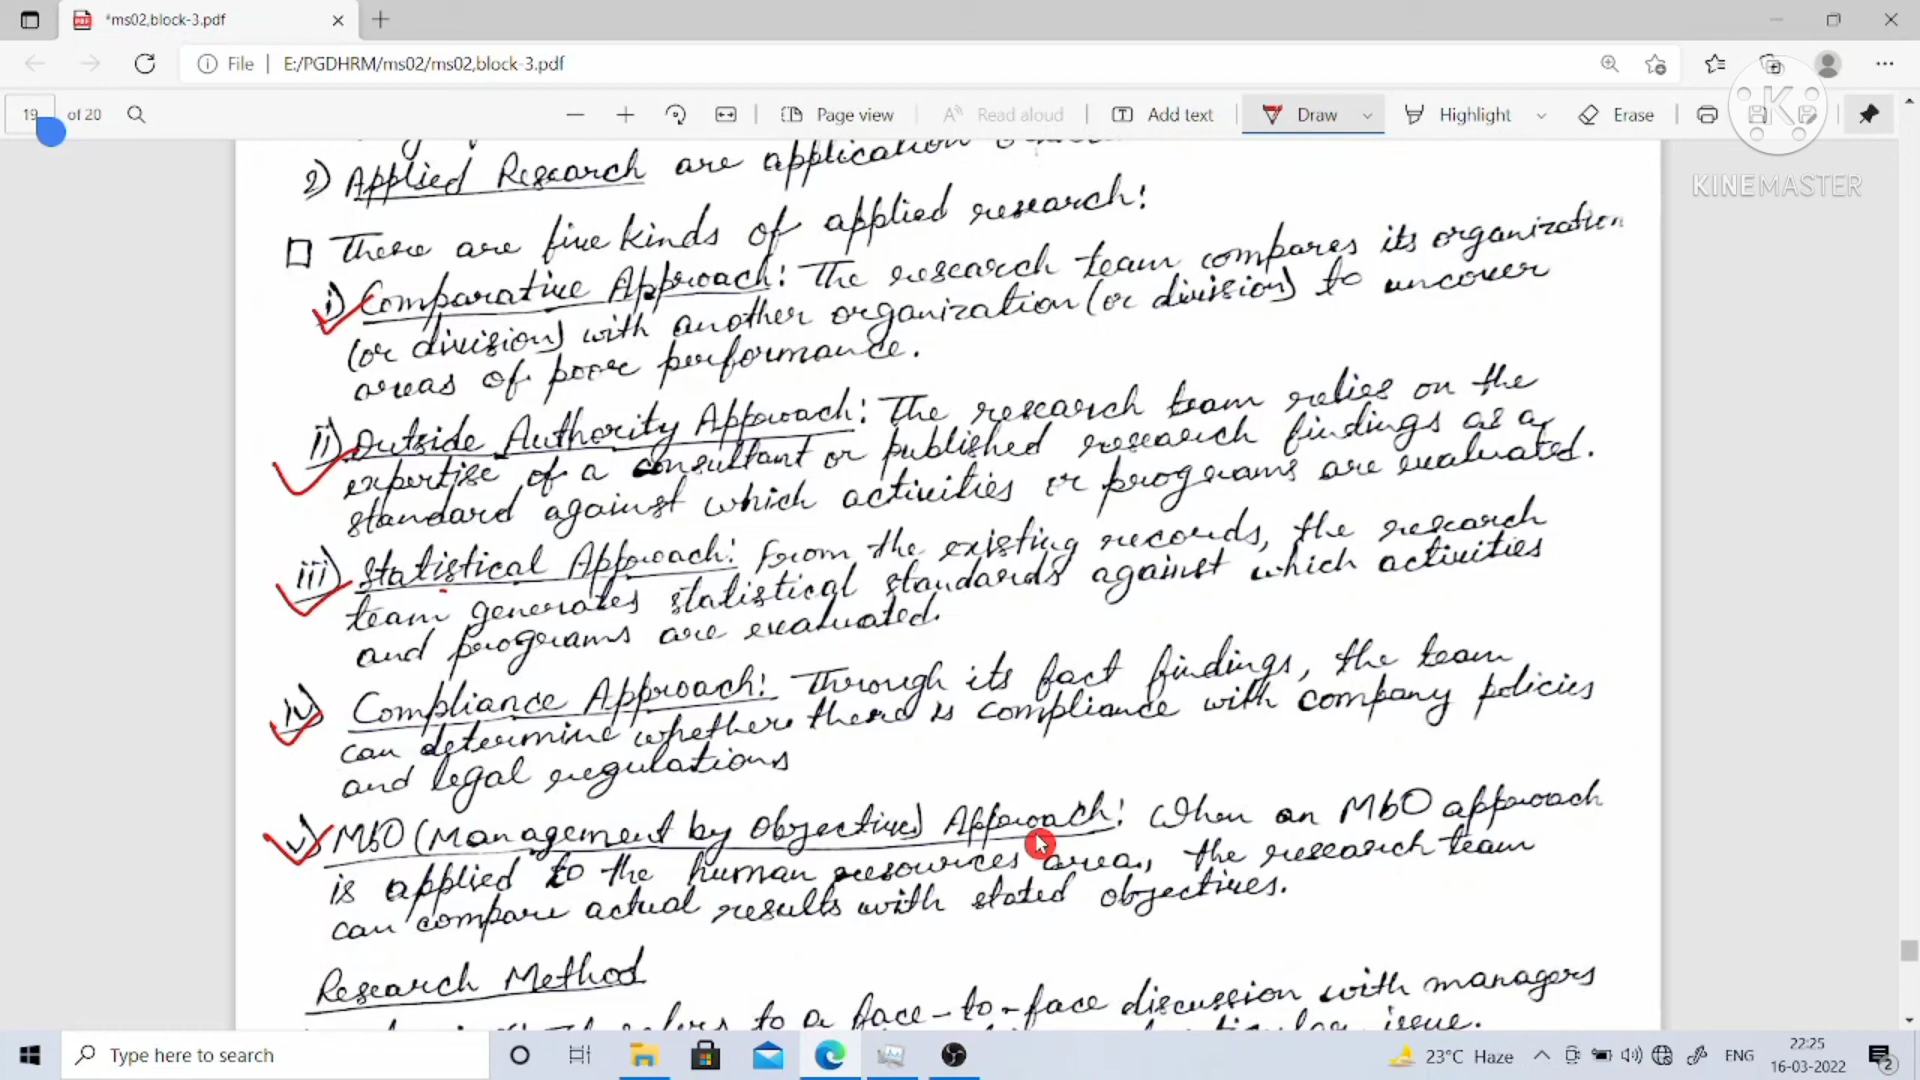 *ms02,block-3.pdf
File | E:/PGDHRM/ms02/ms02,block-3.pdf
19 of 20 Page view Read aloud Add text Draw Highlight Erase
KINEMASTER
2) Applied Research are application
There are five kinds of applied research:
i) Comparative Approach: The research team compares its organization
(or division) with another organization (or division) to uncover
areas of poor performance.
ii) Outside Authority Approach: The research team relies on the
expertise of a consultant or published research findings as a
standard against which activities or programs are evaluated.
iii) Statistical Approach: From the existing records, the research
team generates statistical standards against which activities
and programs are evaluated.
iv) Compliance Approach: Through its fact findings, the team
can determine whether there is compliance with company policies
and legal regulations
v) MbO (Management by Objective) Approach: When an MbO approach
is applied to the human resources area, the research team
can compare actual results with stated objectives.
Research Method
to a face-to-face discussion with managers
issue.
Type here to search
23°C Haze ENG 22:25
16-03-2022
2